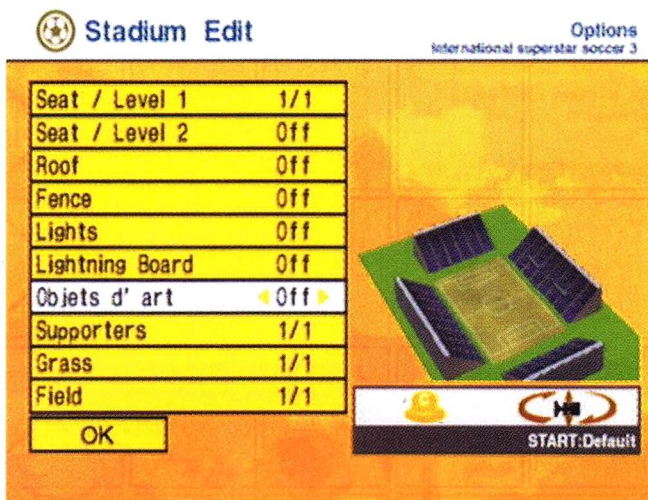 Stadium Edit
Options
International superstar soccer 3
Seat / Level 1 1/1
Seat / Level 2 Off
Roof Off
Fence Off
Lights Off
Lightning Board Off
Objets d' art Off
Supporters 1/1
Grass 1/1
Field 1/1
OK
C
START:Default